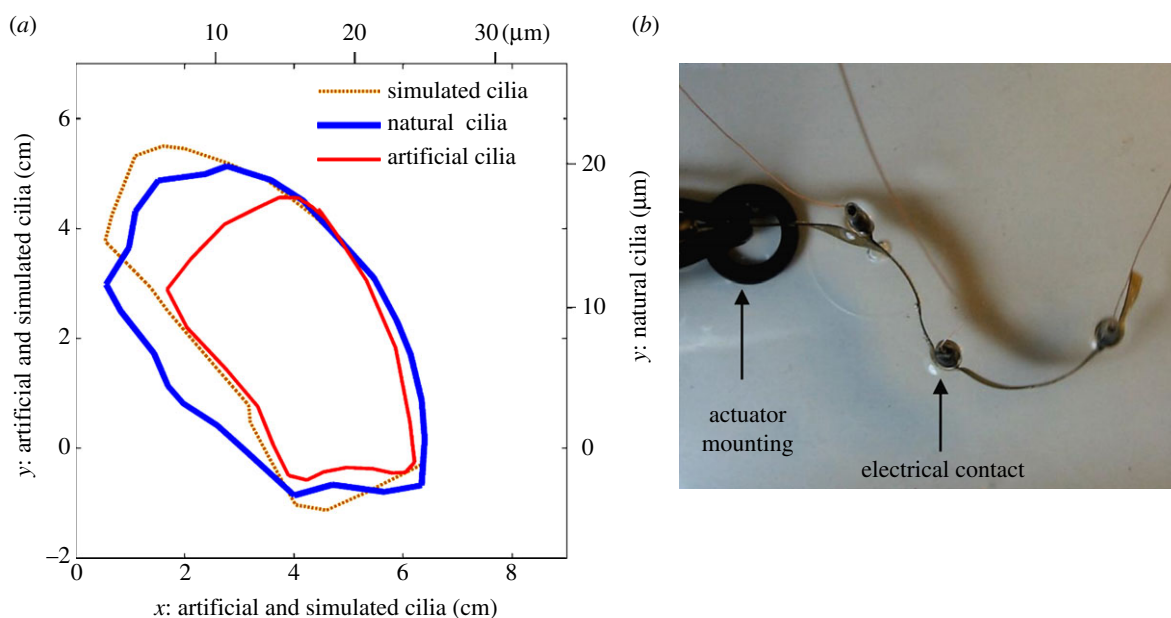 (a)
10 20 30 (μm)
simulated cilia
natural cilia
artificial cilia
6
4
2
0
–2
y: artificial and simulated cilia (cm)
20
10
0
y: natural cilia (μm)
0 2 4 6 8
x: artificial and simulated cilia (cm)
(b)
actuator
mounting
electrical contact